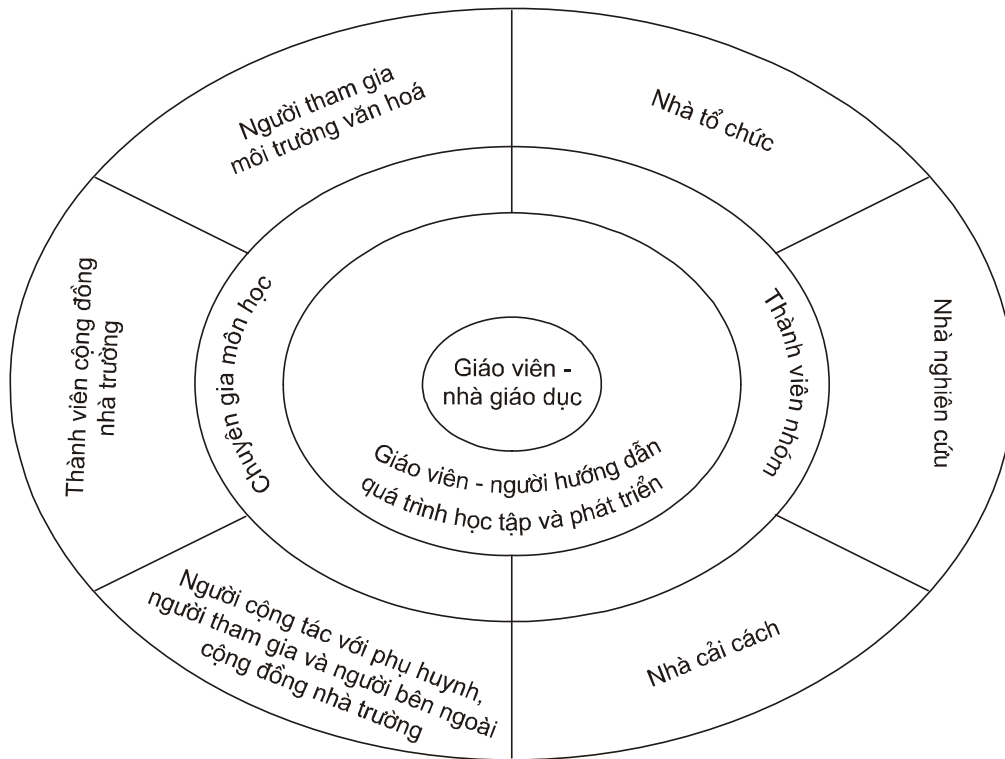 Người tham gia
môi trường văn hoá
Nhà tổ chức
Thành viên cộng đồng
nhà trường
Chuyên gia môn học
Thành viên nhóm
Nhà nghiên cứu
Giáo viên -
nhà giáo dục
Giáo viên - người hướng dẫn
quá trình học tập và phát triển
Người cộng tác với phụ huynh,
người tham gia và người bên ngoài
cộng đồng nhà trường
Nhà cải cách